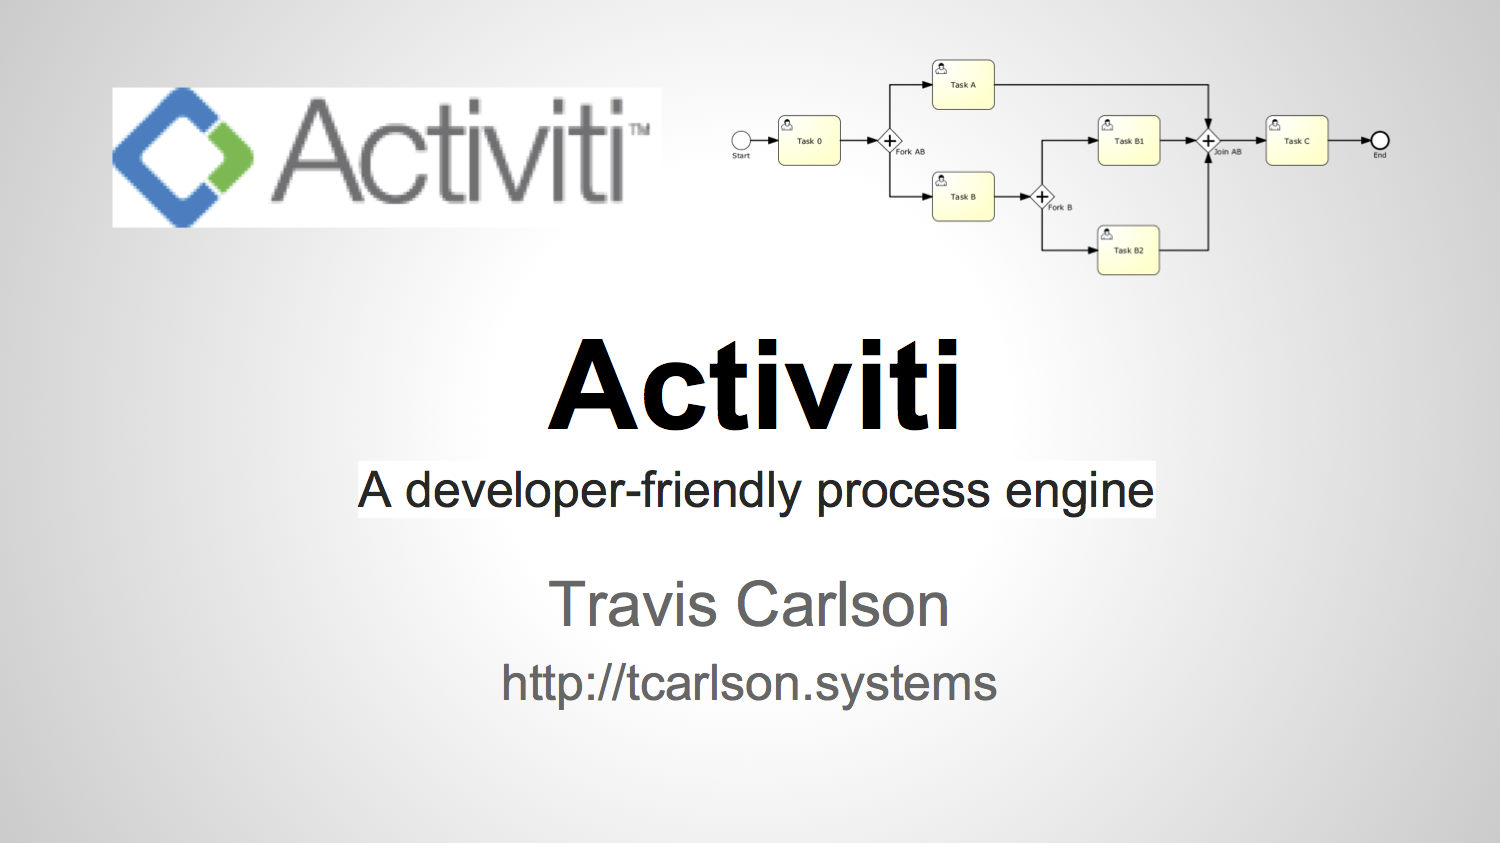 Activiti™
Task A
Task 0
Task B1
Task C
Start
Fork AB
Join AB
End
Task B
Fork B
Task B2
Activiti
A developer-friendly process engine
Travis Carlson
http://tcarlson.systems